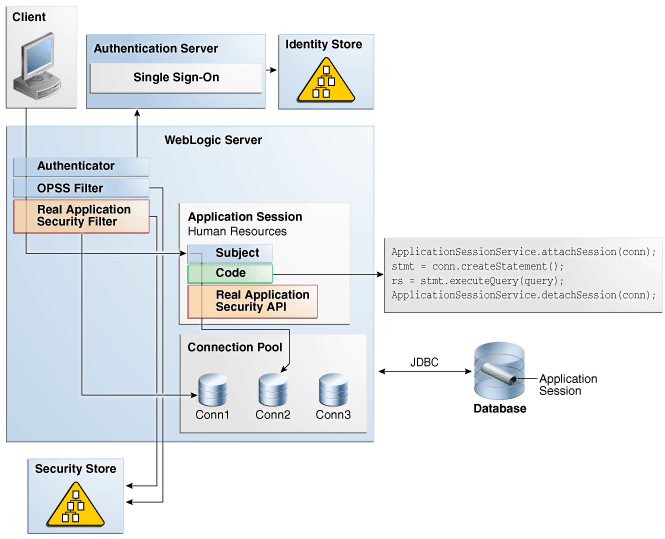 Client
Authentication Server
Single Sign-On
Identity Store
WebLogic Server
Authenticator
OPSS Filter
Real Application
Security Filter
Application Session
Human Resources
Subject
Code
Real Application
Security API
ApplicationSessionService.attachSession(conn);
stmt = conn.createStatement();
rs = stmt.executeQuery(query);
ApplicationSessionService.detachSession(conn);
Connection Pool
Conn1
Conn2
Conn3
JDBC
Application
Session
Database
Security Store